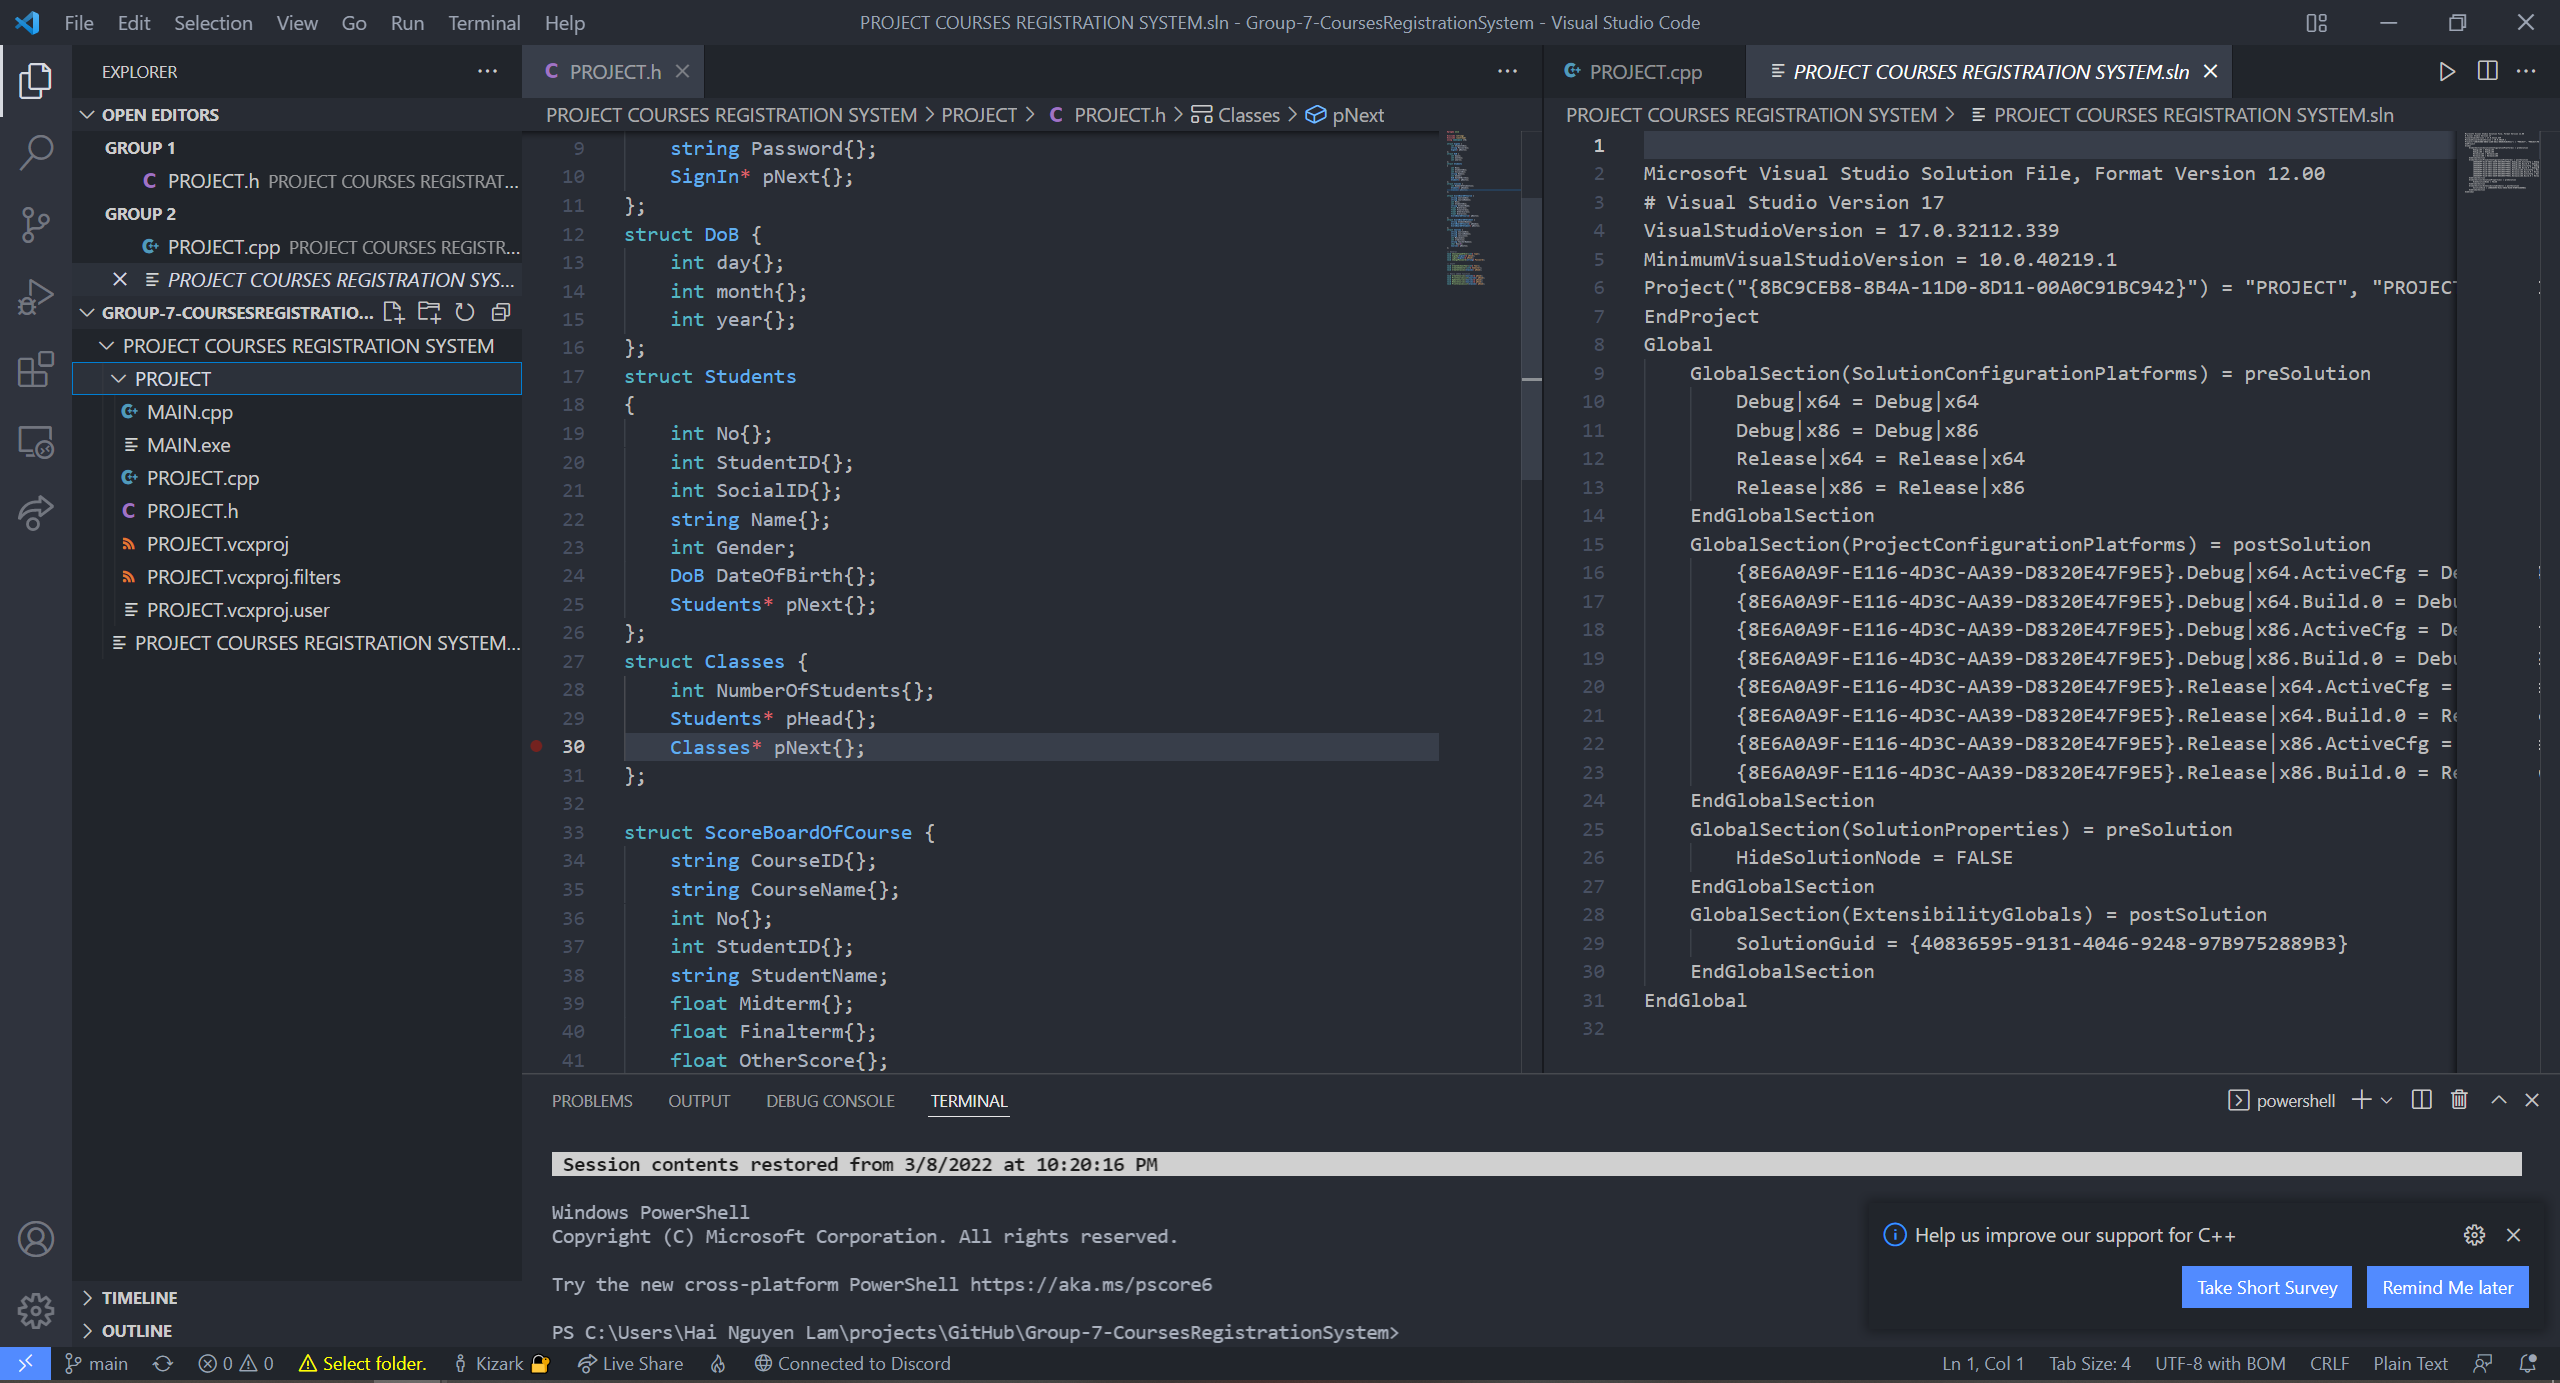 File Edit Selection View Go Run Terminal Help
PROJECT COURSES REGISTRATION SYSTEM.sln - Group-7-CoursesRegistrationSystem - Visual Studio Code
EXPLORER
OPEN EDITORS
GROUP 1
PROJECT.h PROJECT COURSES REGISTRAT...
GROUP 2
PROJECT.cpp PROJECT COURSES REGISTR...
PROJECT COURSES REGISTRATION SYS...
GROUP-7-COURSESREGISTRATIO...
PROJECT COURSES REGISTRATION SYSTEM
PROJECT
MAIN.cpp
MAIN.exe
PROJECT.cpp
PROJECT.h
PROJECT.vcxproj
PROJECT.vcxproj.filters
PROJECT.vcxproj.user
PROJECT COURSES REGISTRATION SYSTEM...
TIMELINE
OUTLINE
PROJECT.h
PROJECT COURSES REGISTRATION SYSTEM > PROJECT > C PROJECT.h > Classes > pNext
9 string Password{};
10 SignIn* pNext{};
11 };
12 struct DoB {
13 int day{};
14 int month{};
15 int year{};
16 };
17 struct Students
18 {
19 int No{};
20 int StudentID{};
21 int SocialID{};
22 string Name{};
23 int Gender;
24 DoB DateOfBirth{};
25 Students* pNext{};
26 };
27 struct Classes {
28 int NumberOfStudents{};
29 Students* pHead{};
30 Classes* pNext{};
31 };
32
33 struct ScoreBoardOfCourse {
34 string CourseID{};
35 string CourseName{};
36 int No{};
37 int StudentID{};
38 string StudentName;
39 float Midterm{};
40 float Finalterm{};
41 float OtherScore{};
PROJECT.cpp PROJECT COURSES REGISTRATION SYSTEM.sln
PROJECT COURSES REGISTRATION SYSTEM > PROJECT COURSES REGISTRATION SYSTEM.sln
1
2 Microsoft Visual Studio Solution File, Format Version 12.00
3 # Visual Studio Version 17
4 VisualStudioVersion = 17.0.32112.339
5 MinimumVisualStudioVersion = 10.0.40219.1
6 Project("{8BC9CEB8-8B4A-11D0-8D11-00A0C91BC942}") = "PROJECT", "PROJECT
7 EndProject
8 Global
9 GlobalSection(SolutionConfigurationPlatforms) = preSolution
10 Debug|x64 = Debug|x64
11 Debug|x86 = Debug|x86
12 Release|x64 = Release|x64
13 Release|x86 = Release|x86
14 EndGlobalSection
15 GlobalSection(ProjectConfigurationPlatforms) = postSolution
16 {8E6A0A9F-E116-4D3C-AA39-D8320E47F9E5}.Debug|x64.ActiveCfg = De
17 {8E6A0A9F-E116-4D3C-AA39-D8320E47F9E5}.Debug|x64.Build.0 = Debu
18 {8E6A0A9F-E116-4D3C-AA39-D8320E47F9E5}.Debug|x86.ActiveCfg = De
19 {8E6A0A9F-E116-4D3C-AA39-D8320E47F9E5}.Debug|x86.Build.0 = Debu
20 {8E6A0A9F-E116-4D3C-AA39-D8320E47F9E5}.Release|x64.ActiveCfg =
21 {8E6A0A9F-E116-4D3C-AA39-D8320E47F9E5}.Release|x64.Build.0 = Re
22 {8E6A0A9F-E116-4D3C-AA39-D8320E47F9E5}.Release|x86.ActiveCfg =
23 {8E6A0A9F-E116-4D3C-AA39-D8320E47F9E5}.Release|x86.Build.0 = Re
24 EndGlobalSection
25 GlobalSection(SolutionProperties) = preSolution
26 HideSolutionNode = FALSE
27 EndGlobalSection
28 GlobalSection(ExtensibilityGlobals) = postSolution
29 SolutionGuid = {40836595-9131-4046-9248-97B9752889B3}
30 EndGlobalSection
31 EndGlobal
32
PROBLEMS OUTPUT DEBUG CONSOLE TERMINAL
powershell
Session contents restored from 3/8/2022 at 10:20:16 PM
Windows PowerShell
Copyright (C) Microsoft Corporation. All rights reserved.
Try the new cross-platform PowerShell https://aka.ms/pscore6
PS C:\Users\Hai Nguyen Lam\projects\GitHub\Group-7-CoursesRegistrationSystem>
Help us improve our support for C++
Take Short Survey Remind Me later
main 0 0 Select folder. Kizark Live Share Connected to Discord
Ln 1, Col 1 Tab Size: 4 UTF-8 with BOM CRLF Plain Text